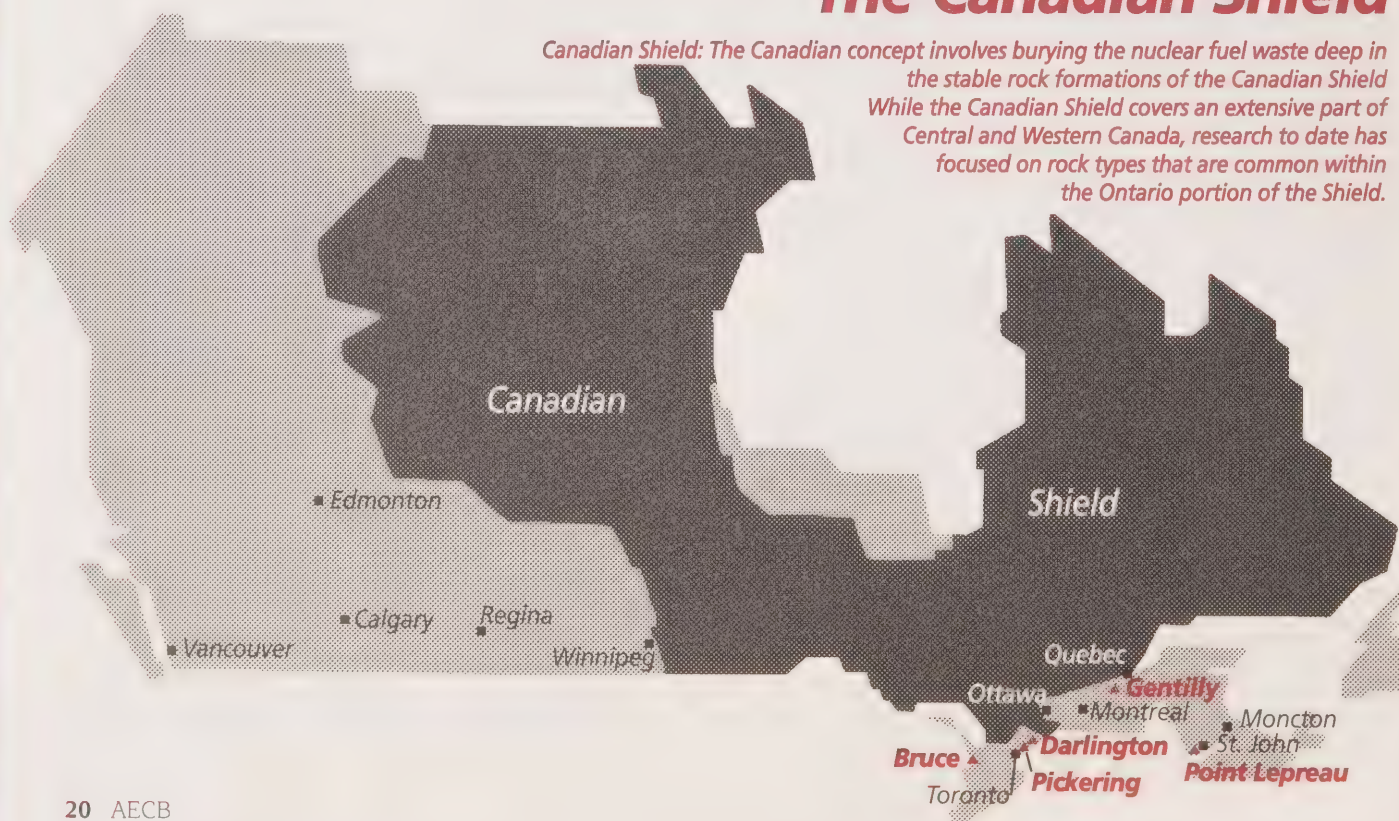 The Canadian Shield
Canadian Shield: The Canadian concept involves burying the nuclear fuel waste deep in
the stable rock formations of the Canadian Shield
While the Canadian Shield covers an extensive part of
Central and Western Canada, research to date has
focused on rock types that are common within
the Ontario portion of the Shield.
Canadian
Shield
Edmonton
Calgary
Regina
Vancouver
Winnipeg
Quebec
Gentilly
Ottawa
Montreal
Moncton
St. John
Darlington
Bruce
Point Lepreau
Pickering
Toronto
20 AECB